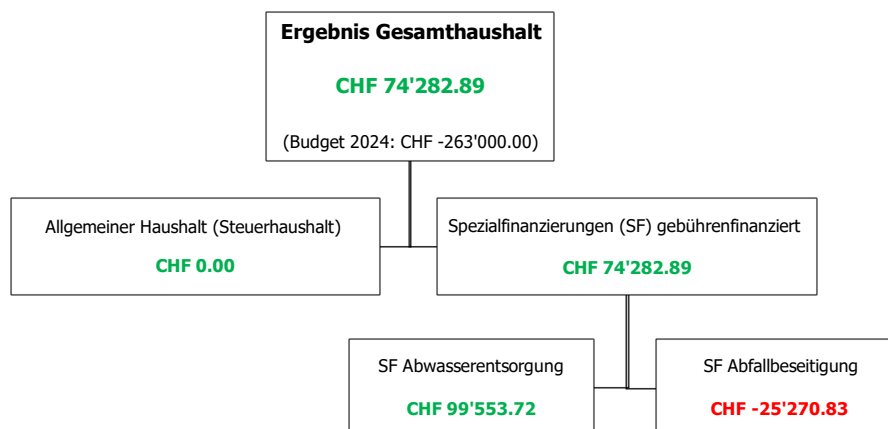 Ergebnis Gesamthaushalt
CHF 74'282.89
(Budget 2024: CHF -263'000.00)
Allgemeiner Haushalt (Steuerhaushalt)
CHF 0.00
Spezialfinanzierungen (SF) gebührenfinanziert
CHF 74'282.89
SF Abwasserentsorgung
CHF 99'553.72
SF Abfallbeseitigung
CHF -25'270.83